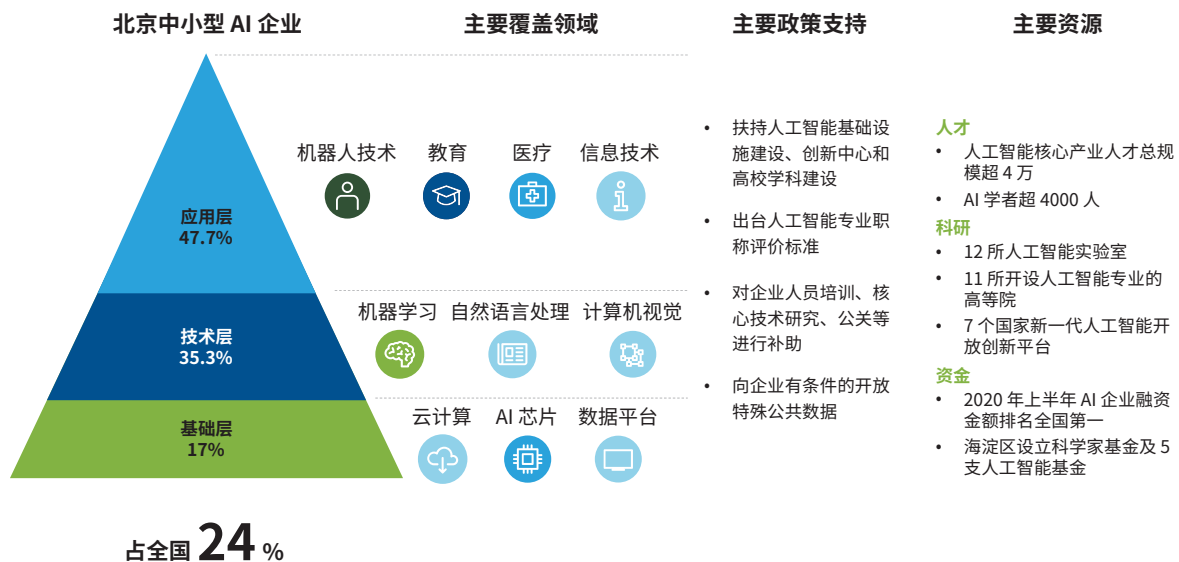 北京中小型 AI 企业
主要覆盖领域
主要政策支持
主要资源
应用层
47.7%
技术层
35.3%
基础层
17%
占全国 24 %
机器人技术
教育
医疗
信息技术
机器学习
自然语言处理
计算机视觉
云计算
AI 芯片
数据平台
• 扶持人工智能基础设
施建设、创新中心和
高校学科建设
• 出台人工智能专业职
称评价标准
• 对企业人员培训、核
心技术研究、公关等
进行补助
• 向企业有条件的开放
特殊公共数据
人才
• 人工智能核心产业人才总规
模超 4 万
• AI 学者超 4000 人
科研
• 12 所人工智能实验室
• 11 所开设人工智能专业的
高等院
• 7 个国家新一代人工智能开
放创新平台
资金
• 2020 年上半年 AI 企业融资
金额排名全国第一
• 海淀区设立科学家基金及 5
支人工智能基金